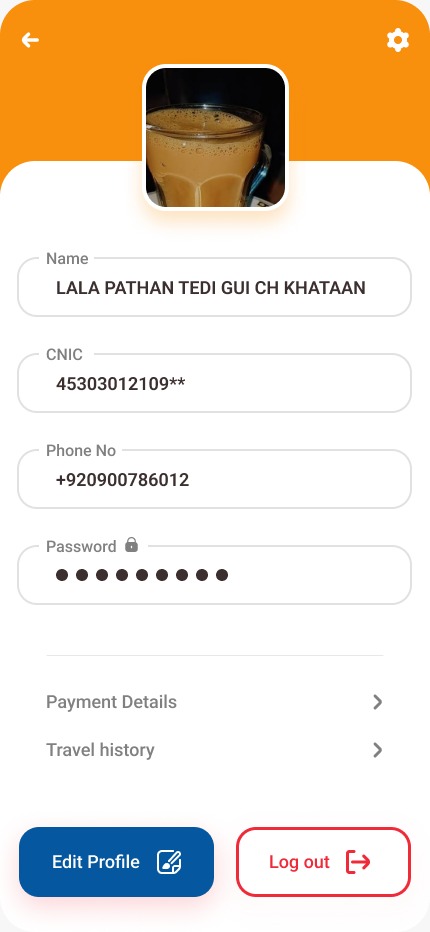 Name
LALA PATHAN TEDI GUI CH KHATAAN
CNIC
45303012109**
Phone No
+920900786012
Password
Payment Details
Travel history
Edit Profile
Log out